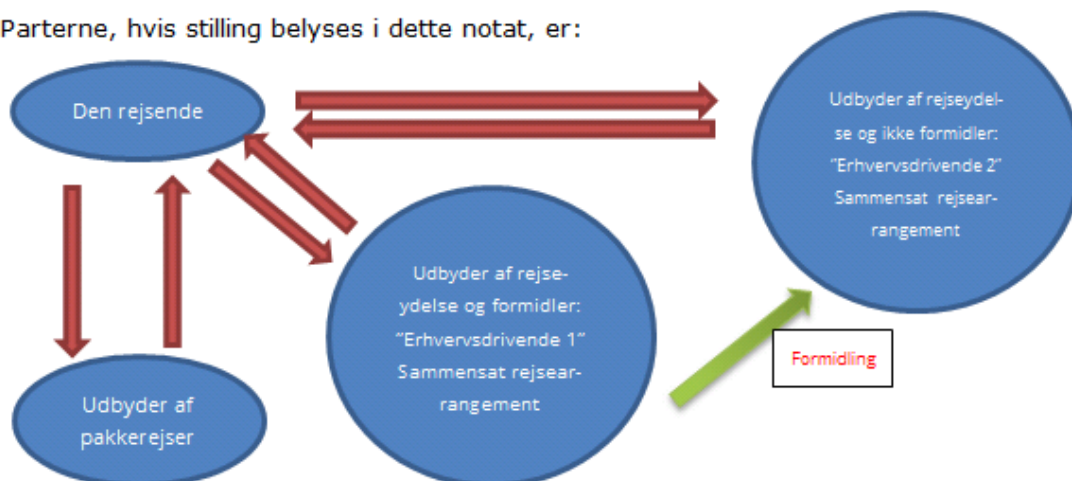 Parterne, hvis stilling belyses i dette notat, er:
Den rejsende
Udbyder af rejseydel-
se og ikke formidler:
"Erhvervsdrivende 2"
Sammensat rejsear-
rangement
Udbyder af rejse-
ydelse og formidler:
"Erhvervsdrivende 1"
Sammensat rejsear-
rangement
Formidling
Udbyder af
pakkerejser